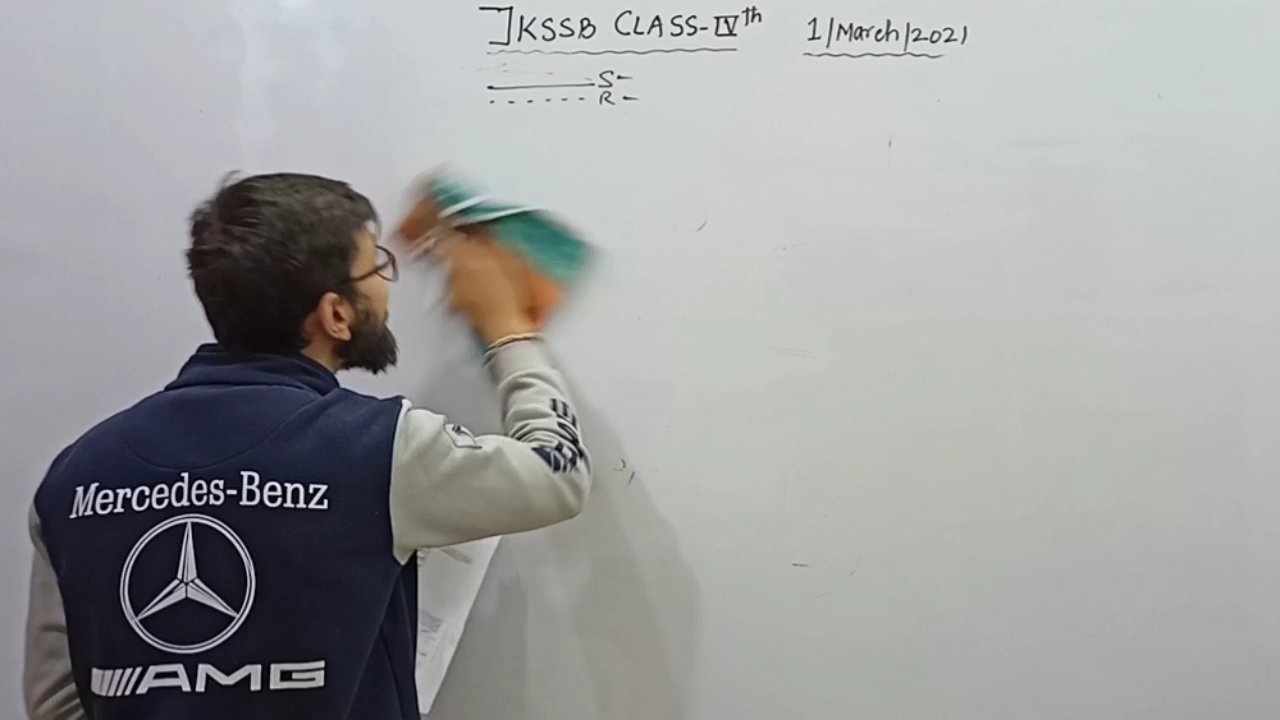 JKSSB CLASS-IVth 1/March/2021
S-
R-
Mercedes-Benz
AMG